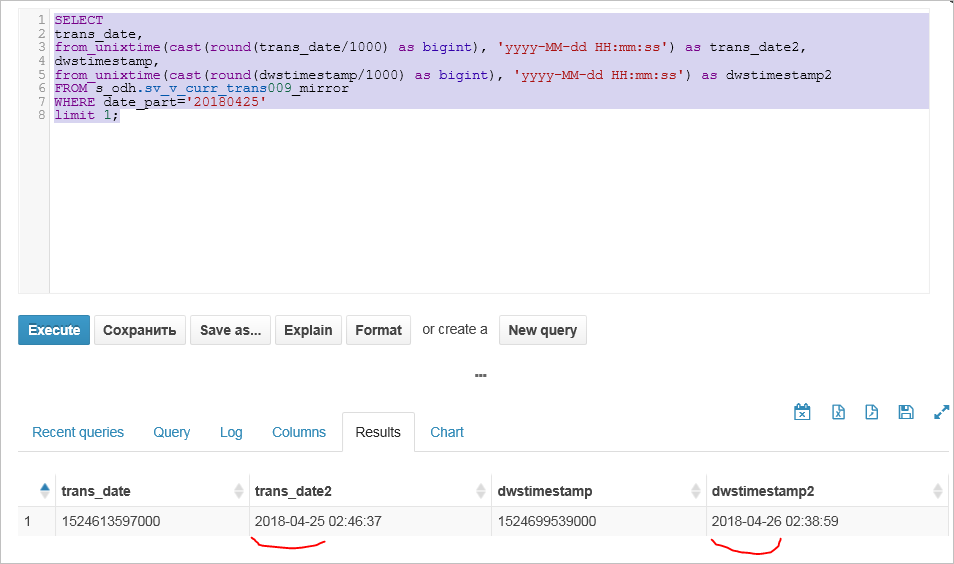 1 SELECT
2 trans_date,
3 from_unixtime(cast(round(trans_date/1000) as bigint), 'yyyy-MM-dd HH:mm:ss') as trans_date2,
4 dwstimestamp,
5 from_unixtime(cast(round(dwstimestamp/1000) as bigint), 'yyyy-MM-dd HH:mm:ss') as dwstimestamp2
6 FROM s_odh.sv_v_curr_trans009_mirror
7 WHERE date_part='20180425'
8 limit 1;
Execute Сохранить Save as... Explain Format or create a New query
...
Recent queries Query Log Columns Results Chart
trans_date trans_date2 dwstimestamp dwstimestamp2
1 1524613597000 2018-04-25 02:46:37 1524699539000 2018-04-26 02:38:59